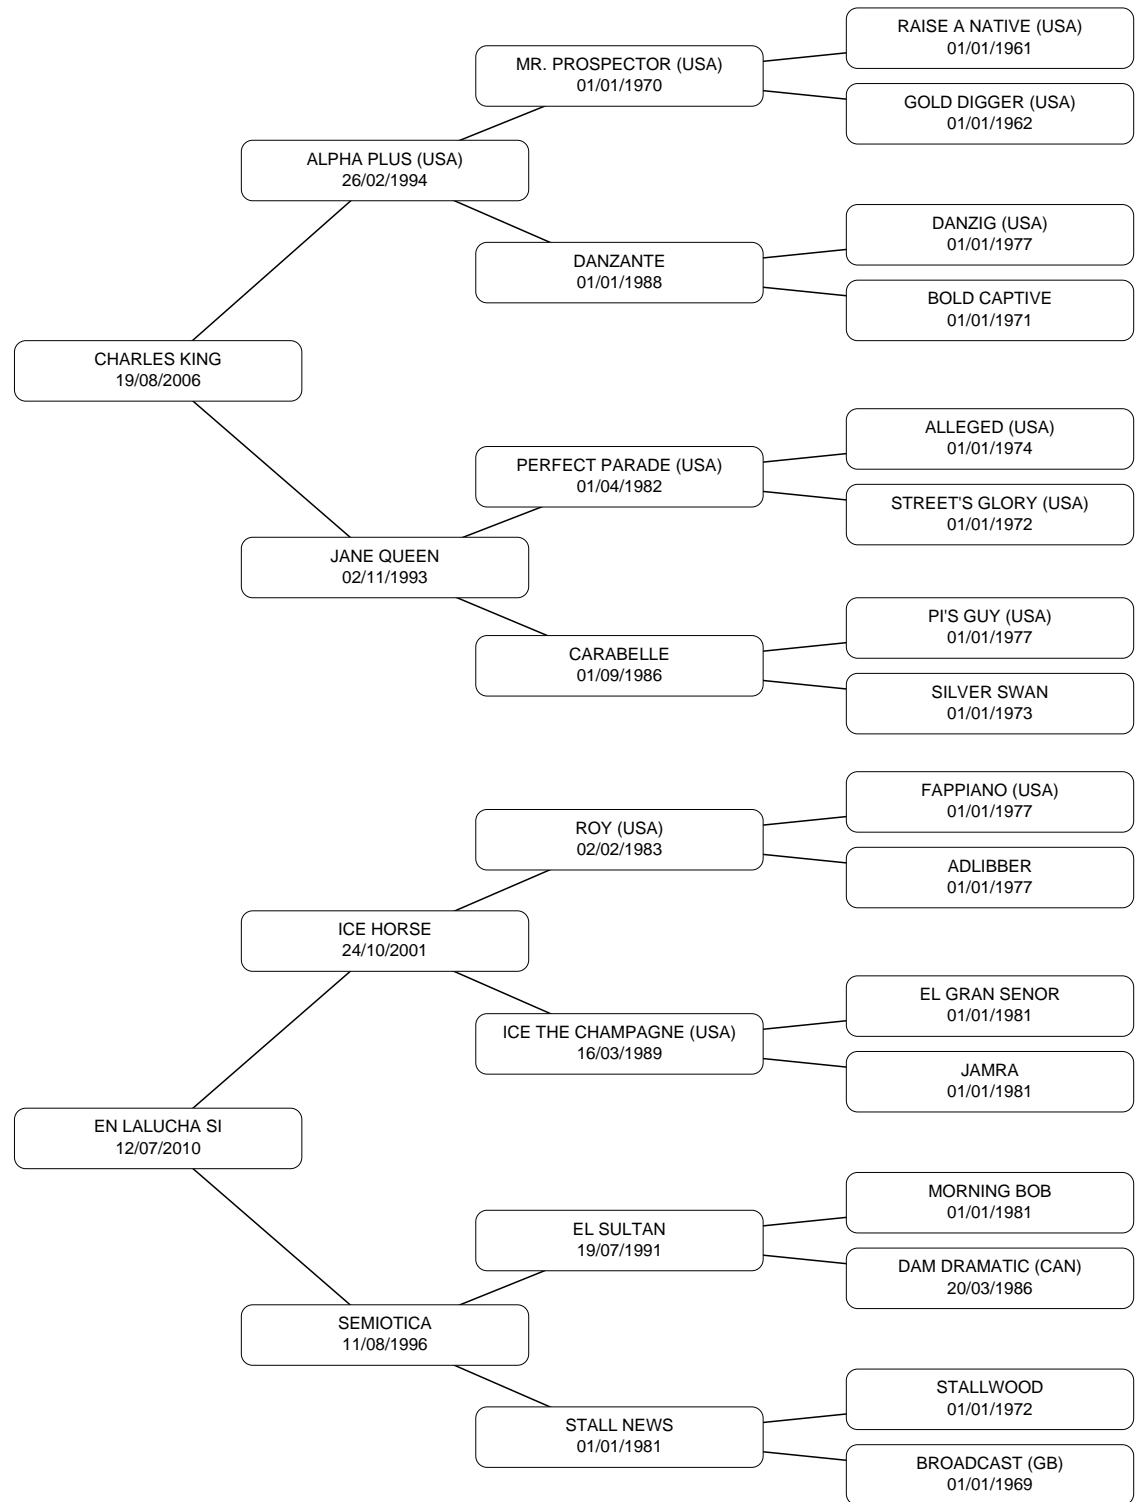 RAISE A NATIVE (USA)
01/01/1961
MR. PROSPECTOR (USA)
01/01/1970
GOLD DIGGER (USA)
01/01/1962
ALPHA PLUS (USA)
26/02/1994
DANZIG (USA)
01/01/1977
DANZANTE
01/01/1988
BOLD CAPTIVE
01/01/1971
CHARLES KING
19/08/2006
ALLEGED (USA)
01/01/1974
PERFECT PARADE (USA)
01/04/1982
STREET'S GLORY (USA)
01/01/1972
JANE QUEEN
02/11/1993
PI'S GUY (USA)
01/01/1977
CARABELLE
01/09/1986
SILVER SWAN
01/01/1973
FAPPIANO (USA)
01/01/1977
ROY (USA)
02/02/1983
ADLIBBER
01/01/1977
ICE HORSE
24/10/2001
EL GRAN SENOR
01/01/1981
ICE THE CHAMPAGNE (USA)
16/03/1989
JAMRA
01/01/1981
EN LALUCHA SI
12/07/2010
MORNING BOB
01/01/1981
EL SULTAN
19/07/1991
DAM DRAMATIC (CAN)
20/03/1986
SEMIOTICA
11/08/1996
STALLWOOD
01/01/1972
STALL NEWS
01/01/1981
BROADCAST (GB)
01/01/1969